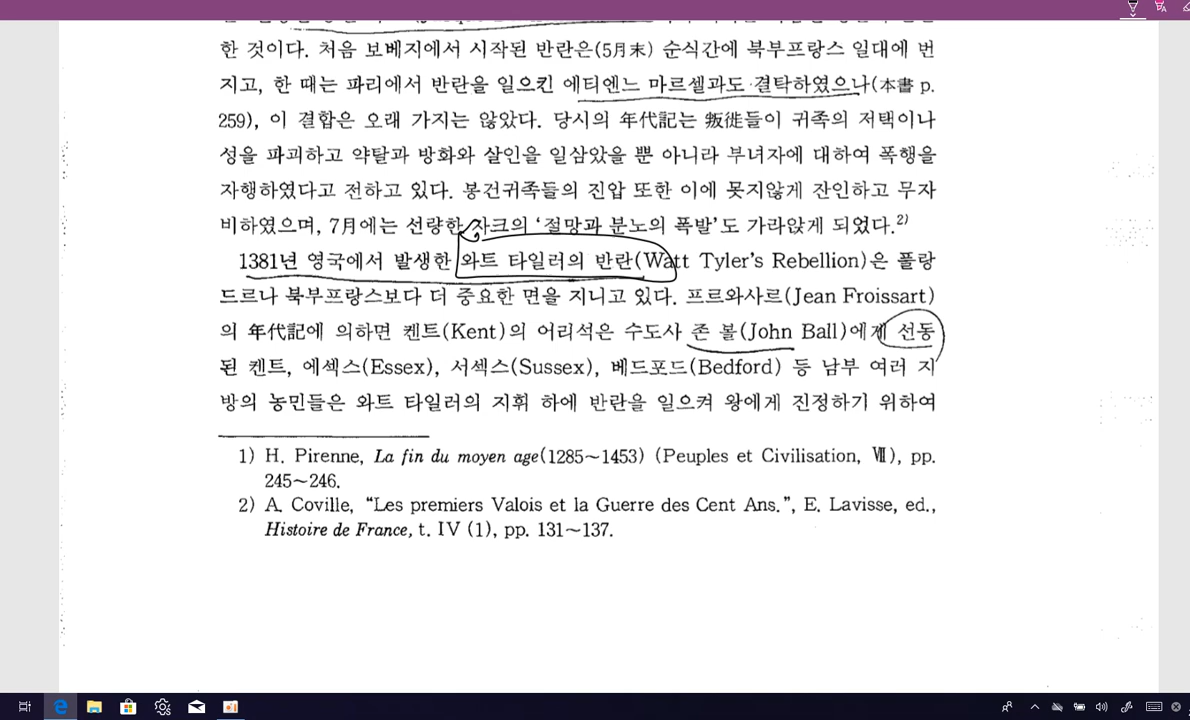 한 것이다. 처음 보베지에서 시작된 반란은(5月末) 순식간에 북부프랑스 일대에 번
지고, 한 때는 파리에서 반란을 일으킨 에티엔느 마르셀과도 결탁하였으나(本書 p.
259), 이 결합은 오래 가지는 않았다. 당시의 年代記는 叛徒들이 귀족의 저택이나
성을 파괴하고 약탈과 방화와 살인을 일삼았을 뿐 아니라 부녀자에 대하여 폭행을
자행하였다고 전하고 있다. 봉건귀족들의 진압 또한 이에 못지않게 잔인하고 무자
비하였으며, 7月에는 선량한 자크의 ‘절망과 분노의 폭발’도 가라앉게 되었다.2)
1381년 영국에서 발생한 와트 타일러의 반란(Watt Tyler's Rebellion)은 플랑
드르나 북부프랑스보다 더 중요한 면을 지니고 있다. 프르와사르(Jean Froissart)
의 年代記에 의하면 켄트(Kent)의 어리석은 수도사 존 볼(John Ball)에게 선동
된 켄트, 에섹스(Essex), 서섹스(Sussex), 베드포드(Bedford) 등 남부 여러 지
방의 농민들은 와트 타일러의 지휘 하에 반란을 일으켜 왕에게 진정하기 위하여
1) H. Pirenne, La fin du moyen age(1285~1453) (Peuples et Civilisation, Ⅶ), pp.
245~246.
2) A. Coville, “Les premiers Valois et la Guerre des Cent Ans.”, E. Lavisse, ed.,
Histoire de France, t. IV (1), pp. 131~137.